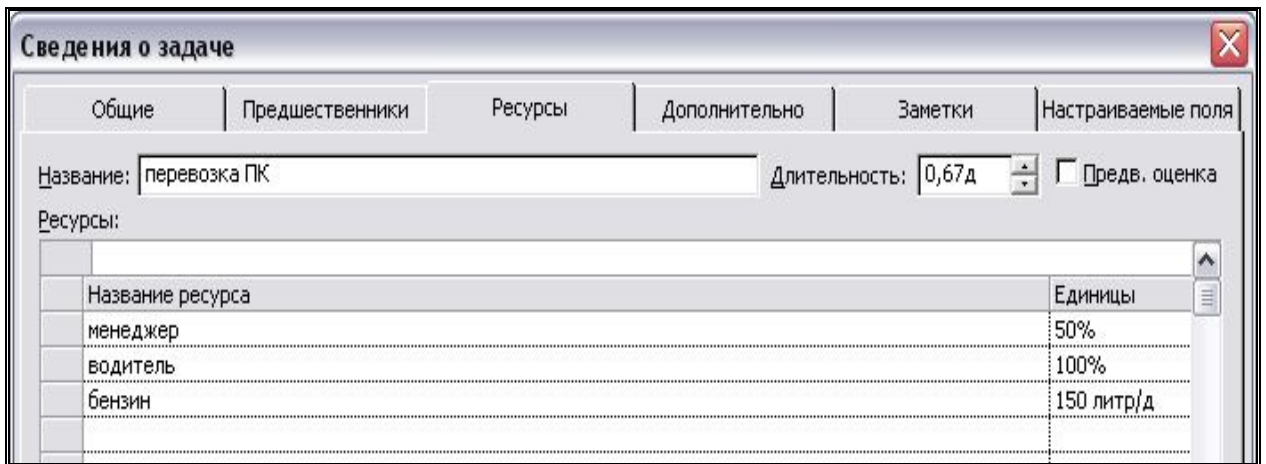 Сведения о задаче
Общие Предшественники Ресурсы Дополнительно Заметки Настраиваемые поля
Название: перевозка ПК Длительность: 0,67д Предв. оценка
Ресурсы:
Название ресурса Единицы
менеджер 50%
водитель 100%
бензин 150 литр/д